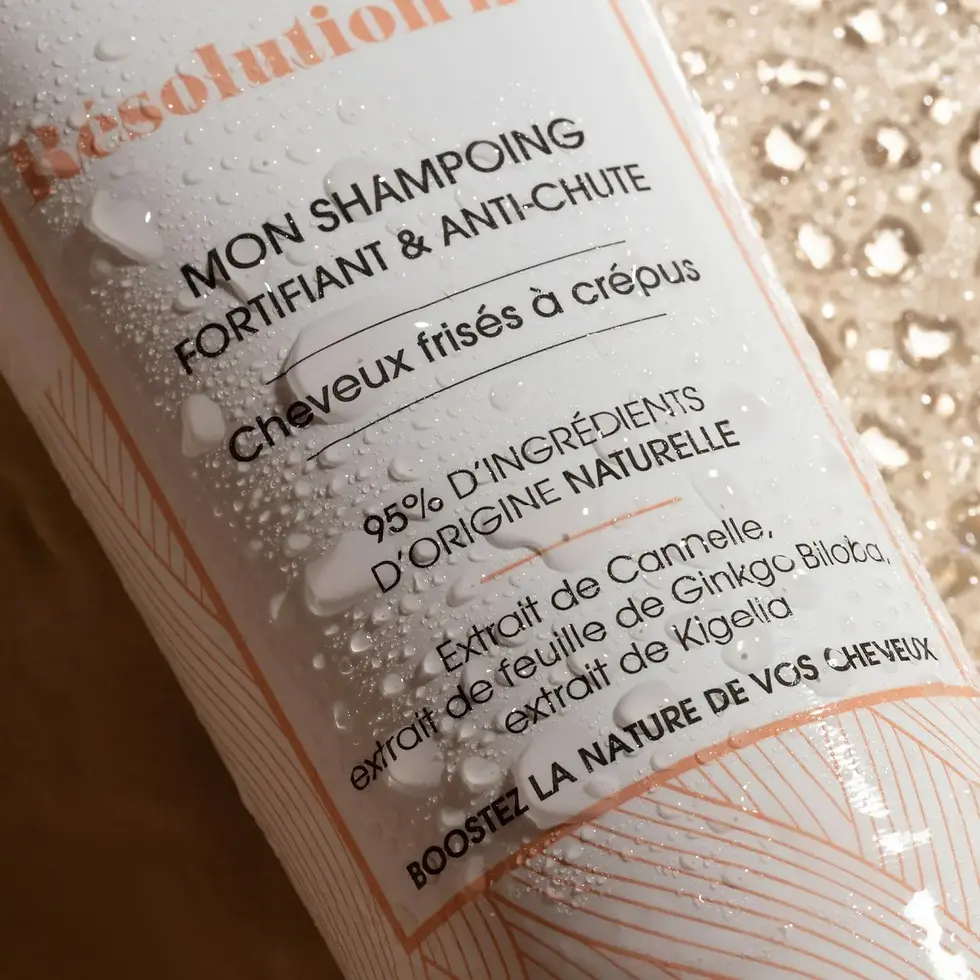 MON SHAMPOING
FORTIFIANT & ANTI-CHUTE
Cheveux frisés à crépus
95% D'INGRÉDIENTS
D'ORIGINE NATURELLE
Extrait de Cannelle,
extrait de feuille de Ginkgo Biloba,
extrait de Kigelia
BOOSTEZ LA NATURE DE VOS CHEVEUX